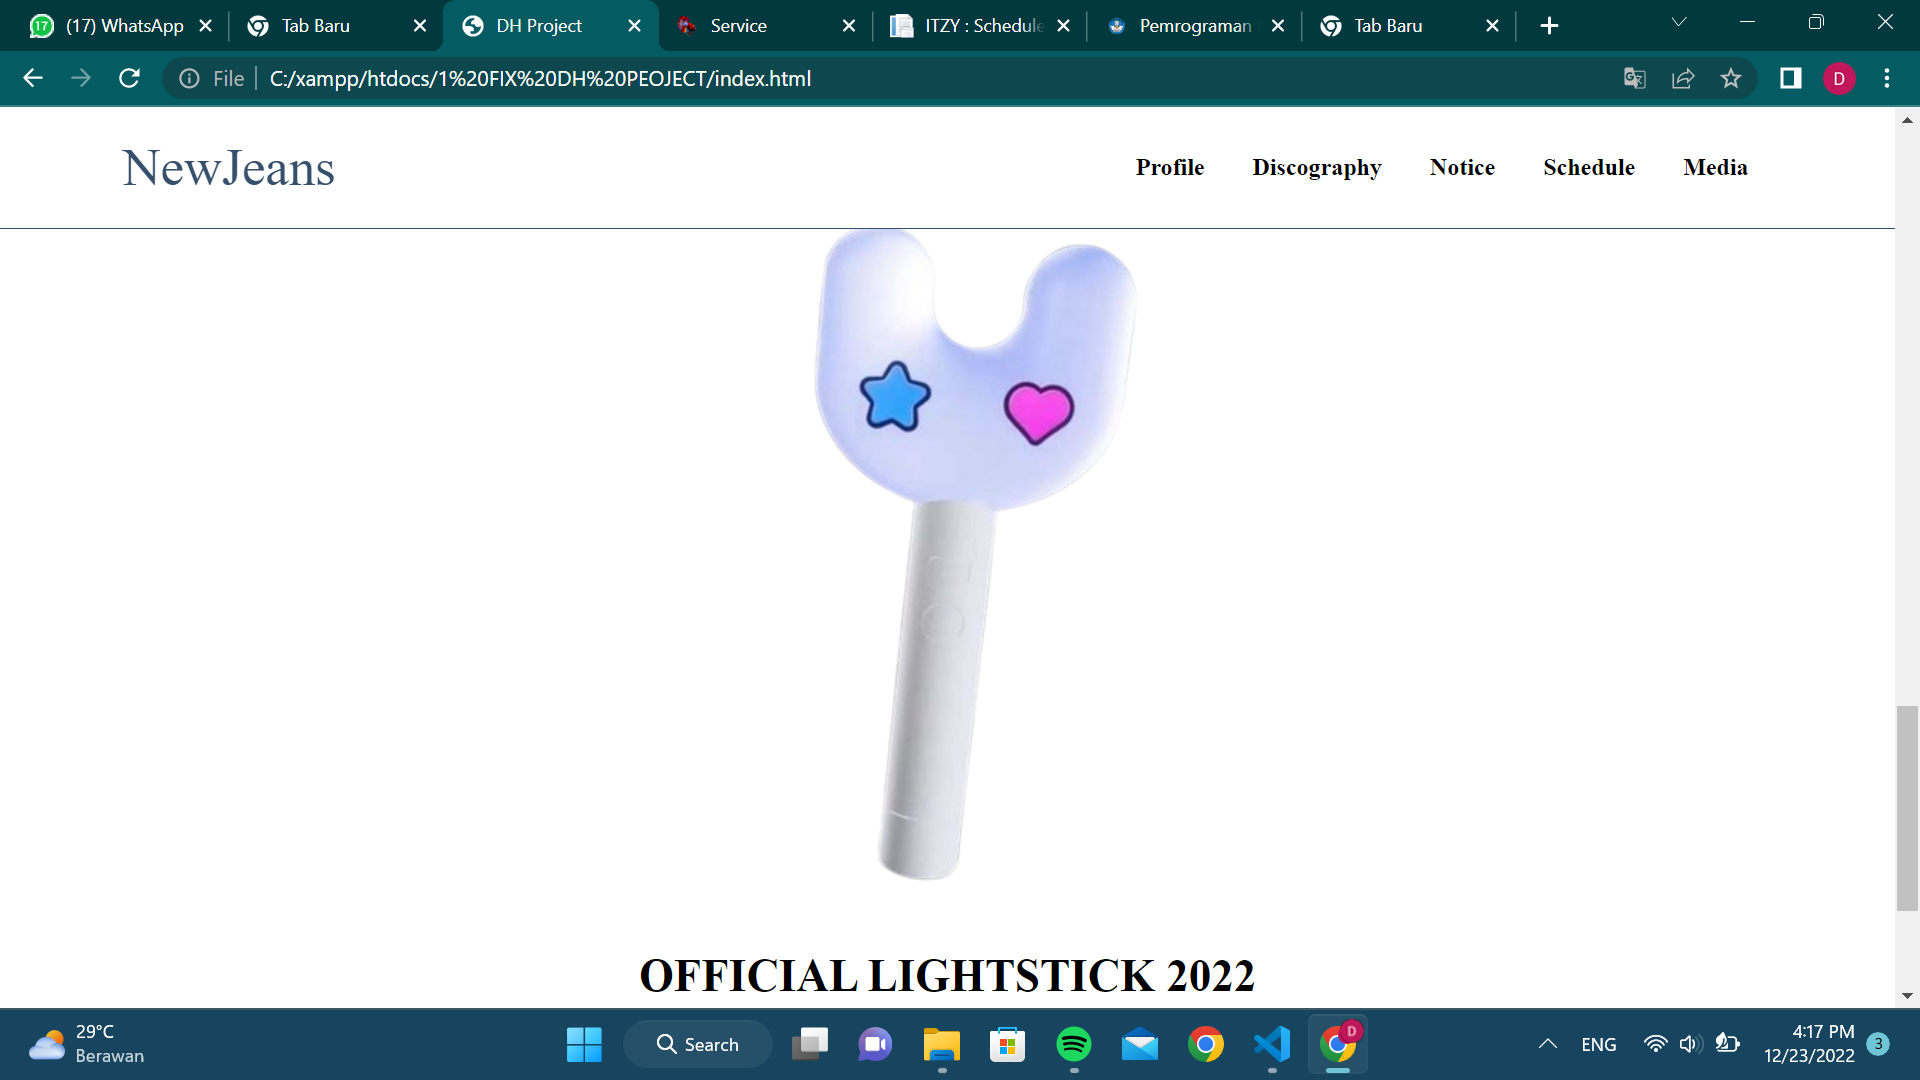 (17) WhatsApp
Tab Baru
DH Project
Service
ITZY : Schedule
Pemrograman
Tab Baru
File
C:/xampp/htdocs/1%20FIX%20DH%20PEOJECT/index.html
D
NewJeans
Profile
Discography
Notice
Schedule
Media
OFFICIAL LIGHTSTICK 2022
29°C
Berawan
Search
D
ENG
4:17 PM
12/23/2022
3